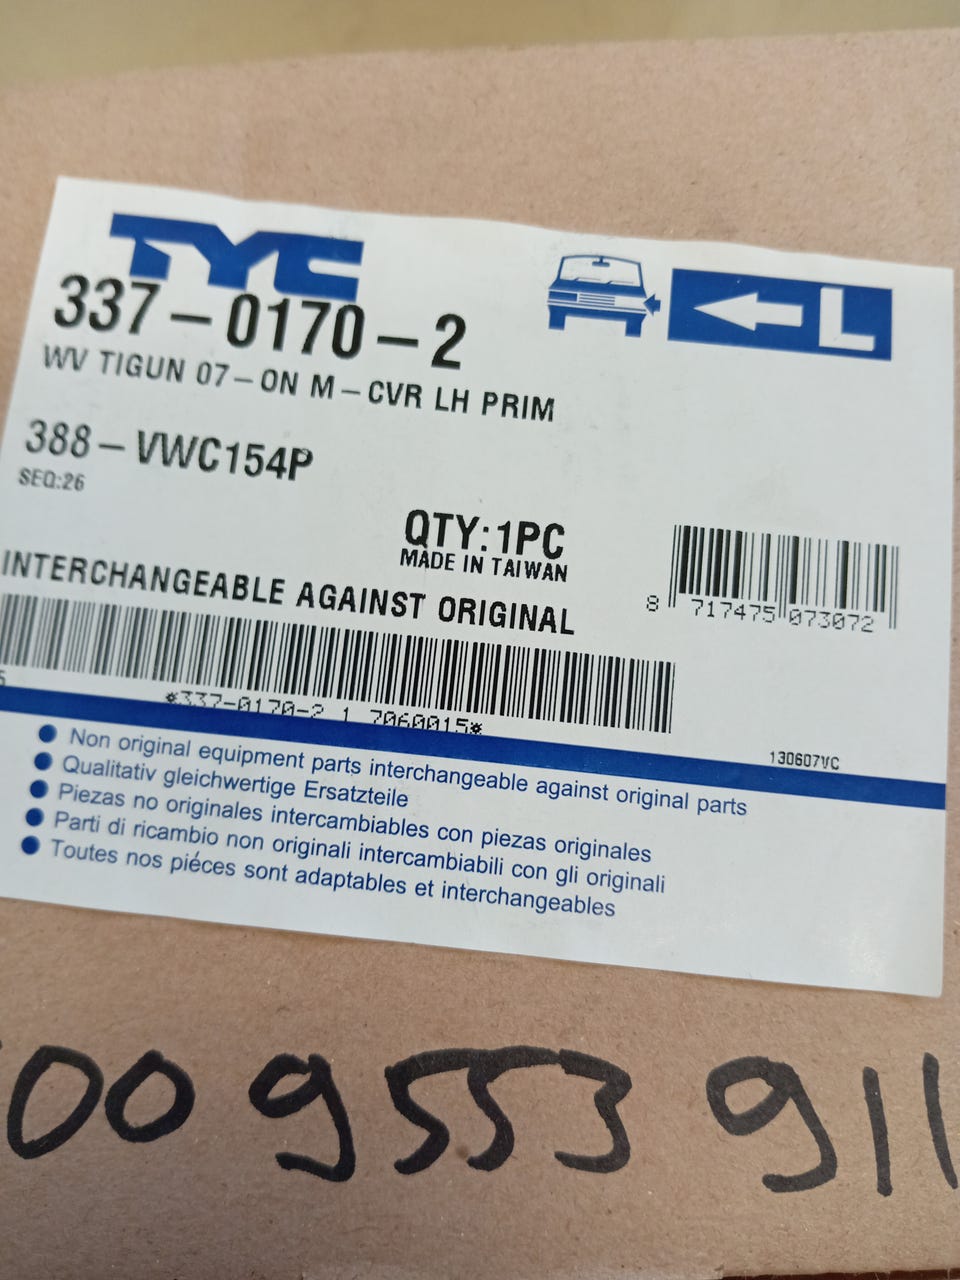 TYC
L
337-0170-2
WV TIGUN 07-ON M-CVR LH PRIM
388-VWC154P
SEQ:26
QTY:1PC
MADE IN TAIWAN
INTERCHANGEABLE AGAINST ORIGINAL
8 717475 073072
*337-0170-2 1 7060015*
130607VC
Non original equipment parts interchangeable against original parts
Qualitativ gleichwertige Ersatzteile
Piezas no originales intercambiables con piezas originales
Parti di ricambio non originali intercambiabili con gli originali
Toutes nos piéces sont adaptables et interchangeables
00 9553 911